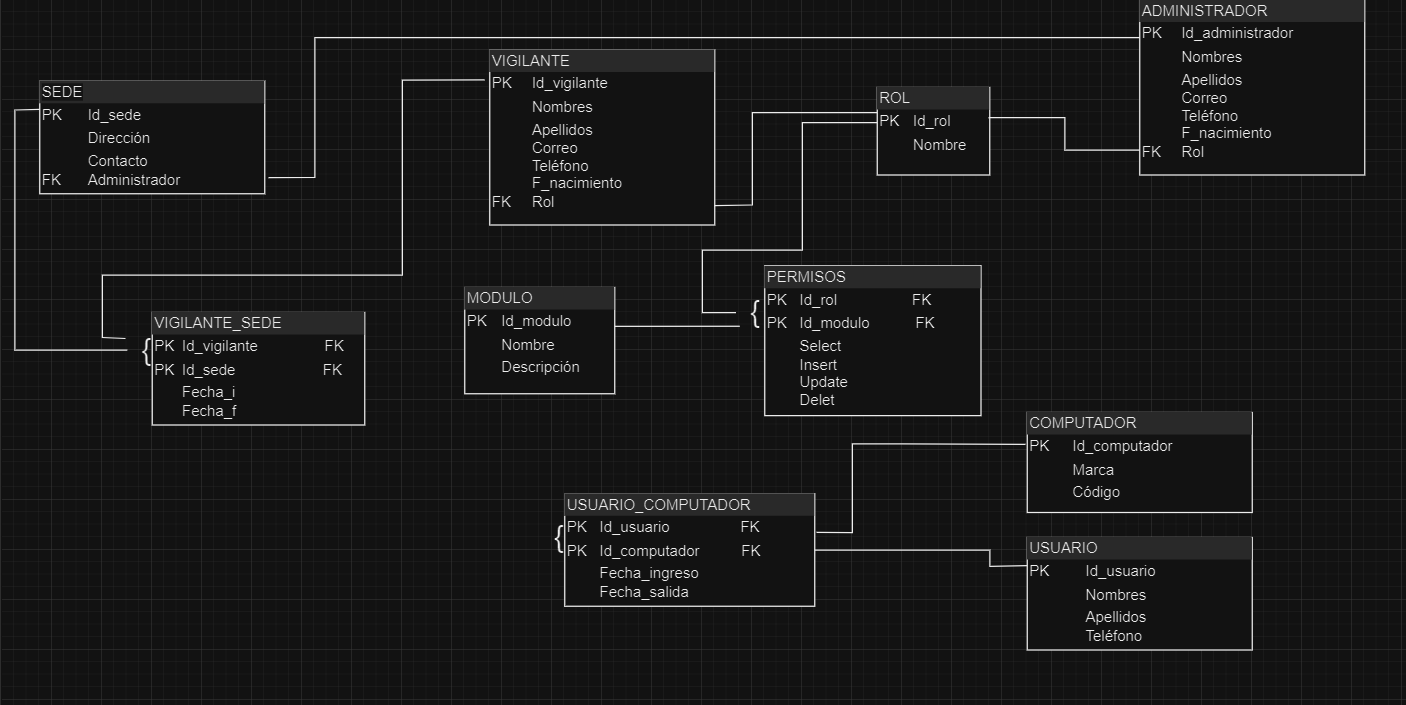 ADMINISTRADOR
PK Id_administrador
Nombres
Apellidos
Correo
Teléfono
F_nacimiento
FK Rol
VIGILANTE
PK Id_vigilante
Nombres
Apellidos
Correo
Teléfono
F_nacimiento
FK Rol
SEDE
PK Id_sede
Dirección
Contacto
FK Administrador
ROL
PK Id_rol
Nombre
PERMISOS
{ PK Id_rol FK
PK Id_modulo FK
Select
Insert
Update
Delet
MODULO
PK Id_modulo
Nombre
Descripción
VIGILANTE_SEDE
{ PK Id_vigilante FK
PK Id_sede FK
Fecha_i
Fecha_f
COMPUTADOR
PK Id_computador
Marca
Código
USUARIO_COMPUTADOR
{ PK Id_usuario FK
PK Id_computador FK
Fecha_ingreso
Fecha_salida
USUARIO
PK Id_usuario
Nombres
Apellidos
Teléfono